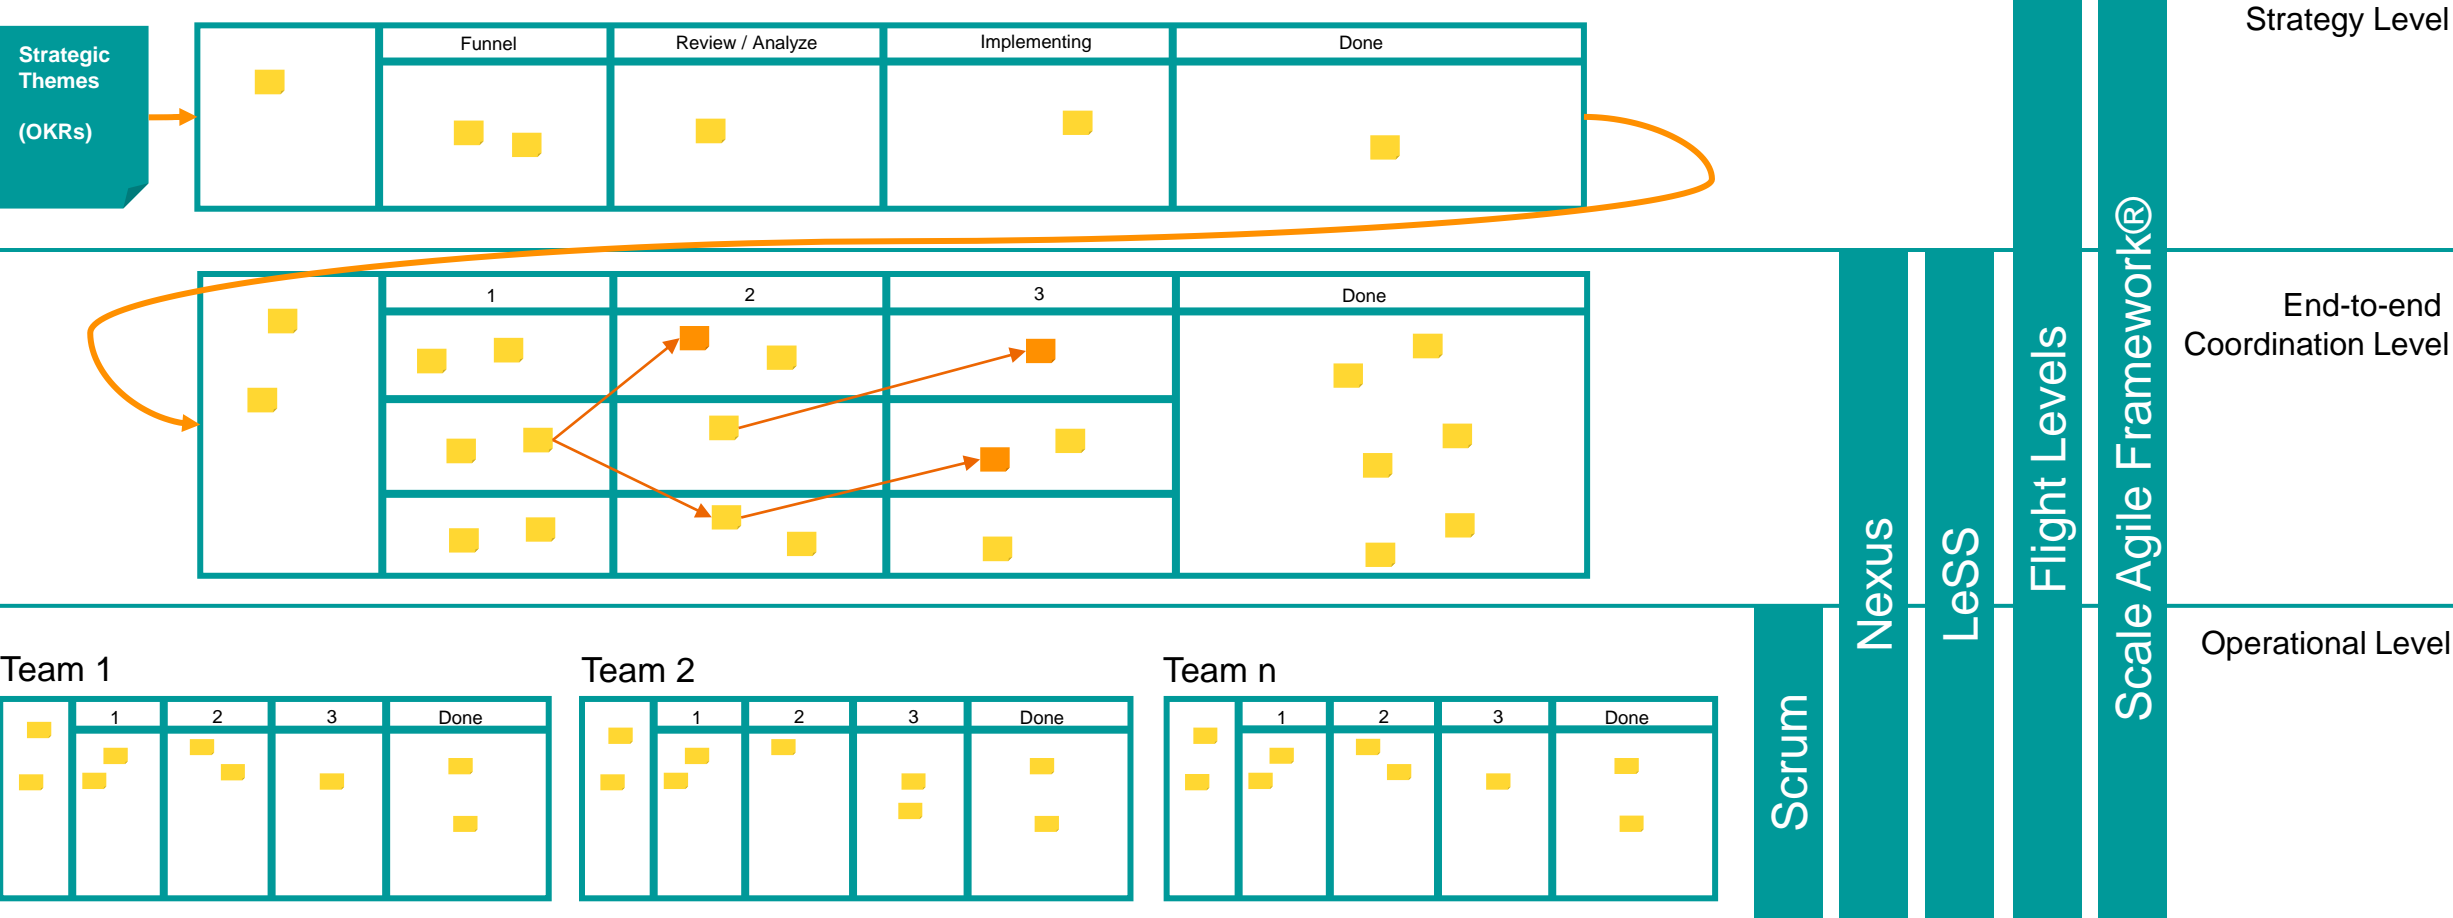 Strategic
Themes
(OKRs)
Funnel
Review / Analyze
Implementing
Done
Strategy Level
1
2
3
Done
End-to-end
Coordination Level
Team 1
1
2
3
Done
Team 2
1
2
3
Done
Team n
1
2
3
Done
Scrum
Nexus
LeSS
Flight Levels
Scale Agile Framework®
Operational Level